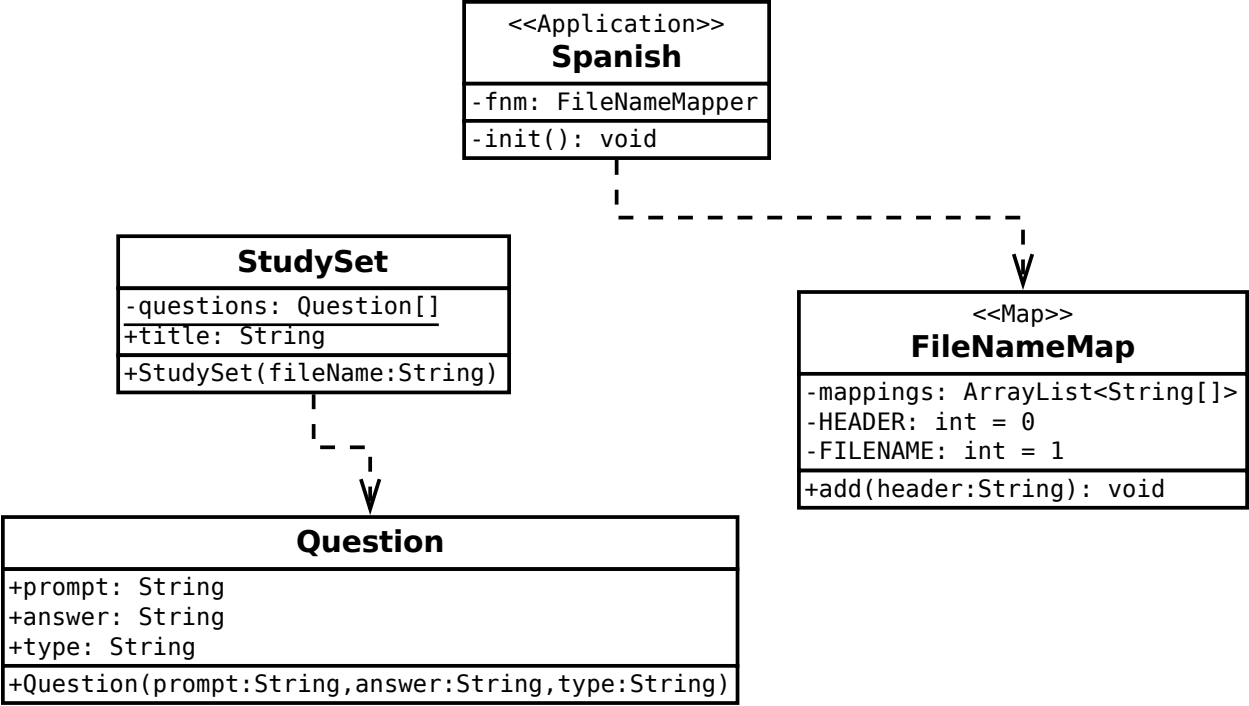 <<Application>>
Spanish
-fnm: FileNameMapper
-init(): void
StudySet
-questions: Question[]
+title: String
+StudySet(fileName:String)
<<Map>>
FileNameMap
-mappings: ArrayList<String[]>
-HEADER: int = 0
-FILENAME: int = 1
+add(header:String): void
Question
+prompt: String
+answer: String
+type: String
+Question(prompt:String,answer:String,type:String)